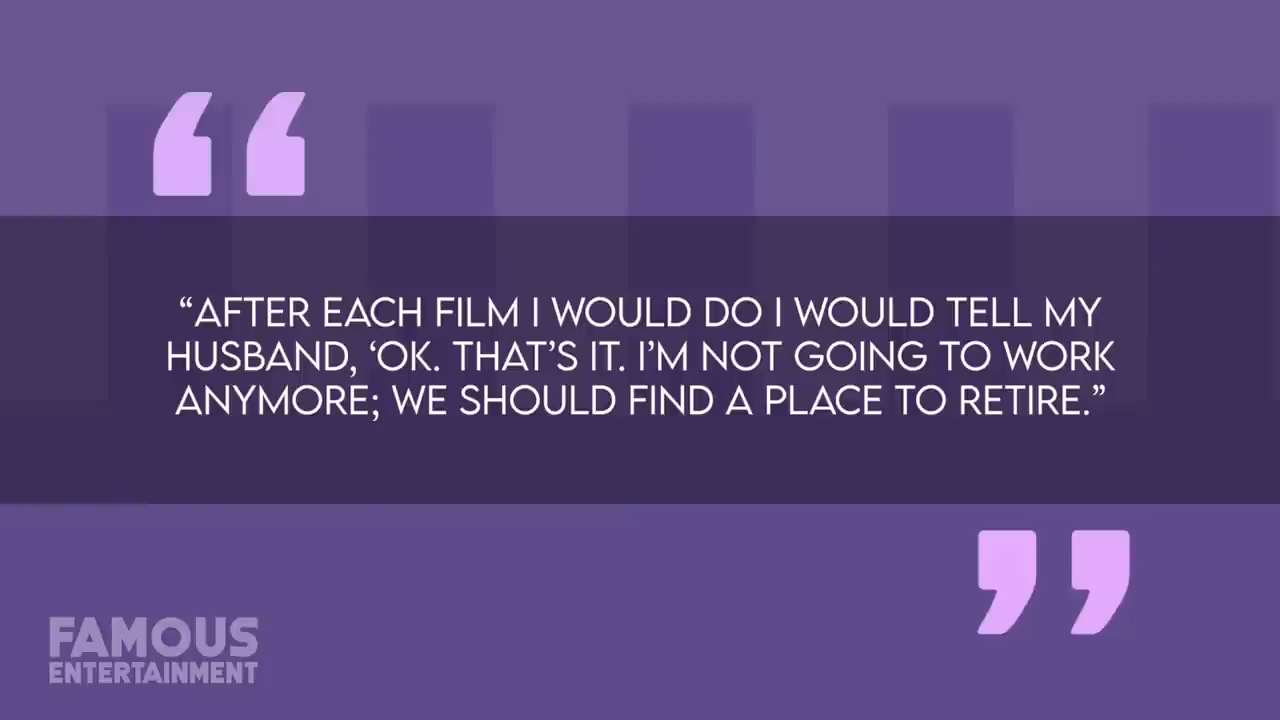 “AFTER EACH FILM I WOULD DO I WOULD TELL MY
HUSBAND, ‘OK. THAT’S IT. I’M NOT GOING TO WORK
ANYMORE; WE SHOULD FIND A PLACE TO RETIRE.”
FAMOUS
ENTERTAINMENT